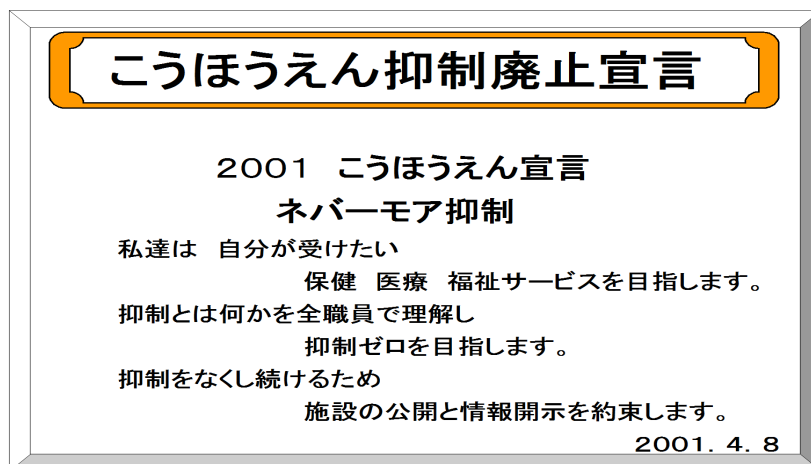 こうほうえん抑制廃止宣言
2001　こうほうえん宣言
ネバーモア抑制
私達は　自分が受けたい
保健　医療　福祉サービスを目指します。
抑制とは何かを全職員で理解し
抑制ゼロを目指します。
抑制をなくし続けるため
施設の公開と情報開示を約束します。
2001．4．8